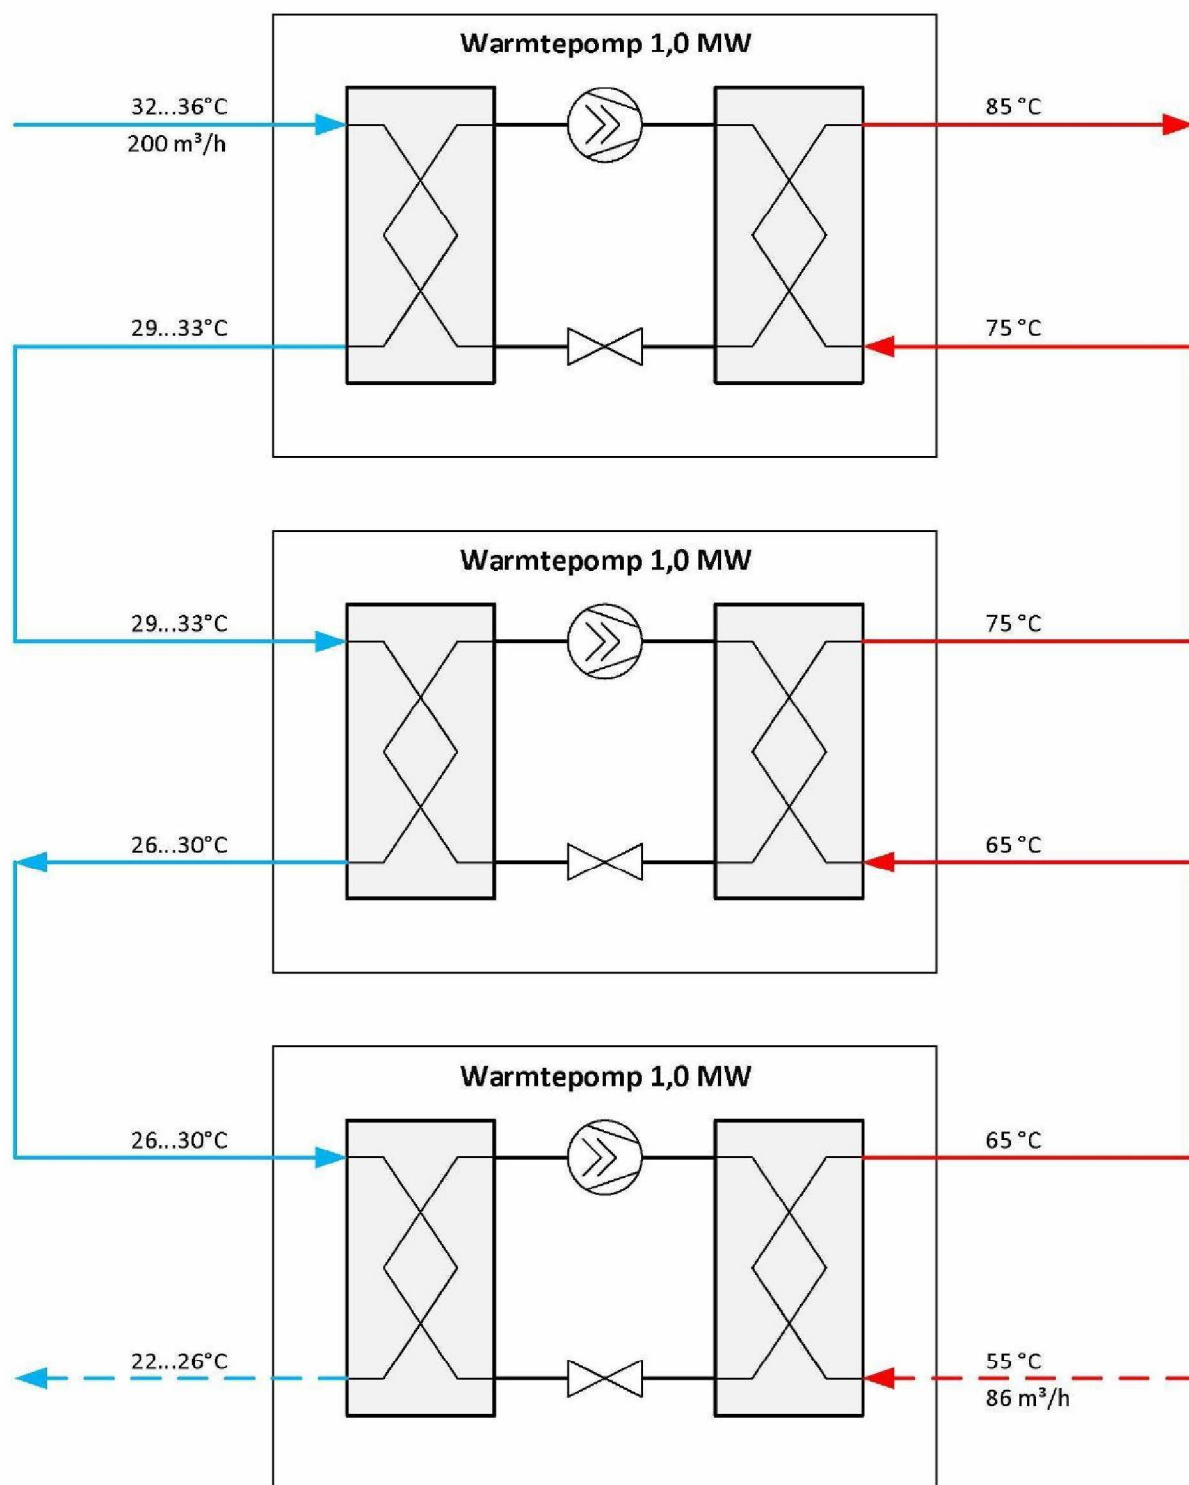 Warmtepomp 1,0 MW
32...36°C
85 °C
200 m³/h
29...33°C
75 °C
Warmtepomp 1,0 MW
29...33°C
75 °C
26...30°C
65 °C
Warmtepomp 1,0 MW
26...30°C
65 °C
22...26°C
55 °C
86 m³/h